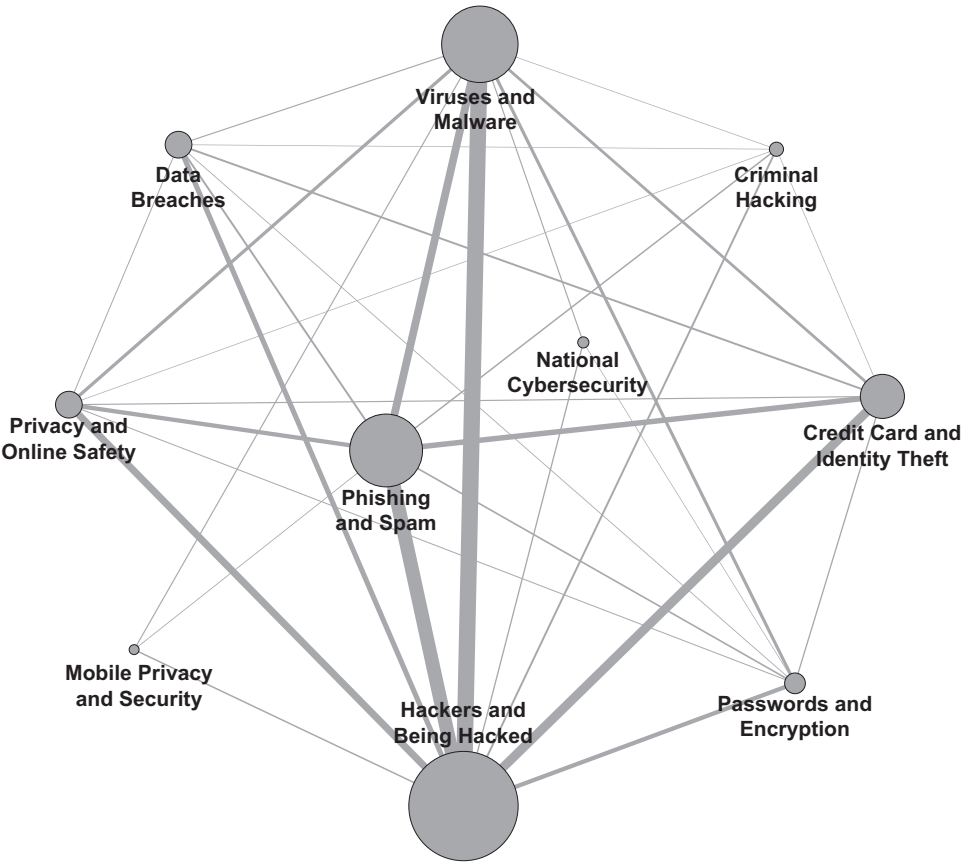 Viruses and
Malware
Data
Breaches
Criminal
Hacking
National
Cybersecurity
Privacy and
Online Safety
Credit Card and
Identity Theft
Phishing
and Spam
Mobile Privacy
and Security
Hackers and
Being Hacked
Passwords and
Encryption